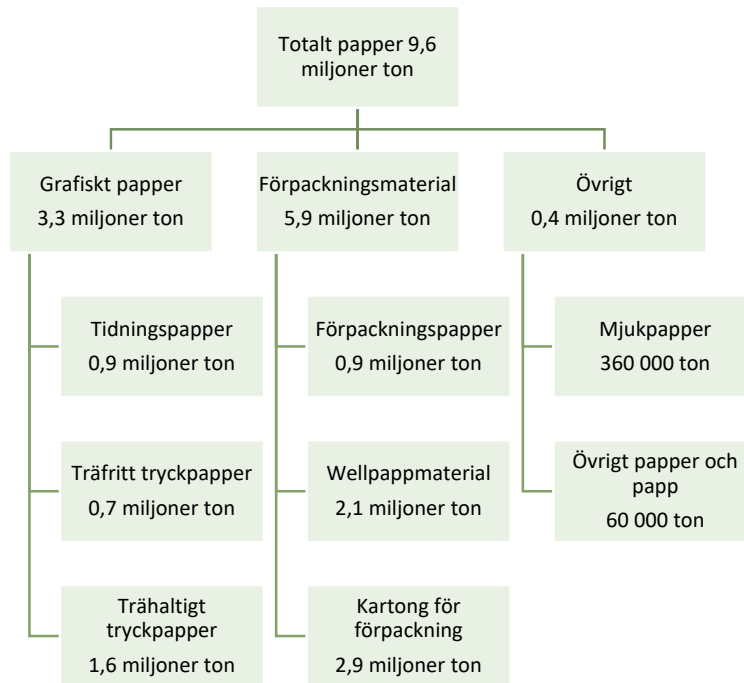 Totalt papper 9,6
miljoner ton
Grafiskt papper
3,3 miljoner ton
Förpackningsmaterial
5,9 miljoner ton
Övrigt
0,4 miljoner ton
Tidningspapper
0,9 miljoner ton
Förpackningspapper
0,9 miljoner ton
Mjukpapper
360 000 ton
Träfritt tryckpapper
0,7 miljoner ton
Wellpappmaterial
2,1 miljoner ton
Övrigt papper och
papp
60 000 ton
Trähaltigt
tryckpapper
1,6 miljoner ton
Kartong för
förpackning
2,9 miljoner ton